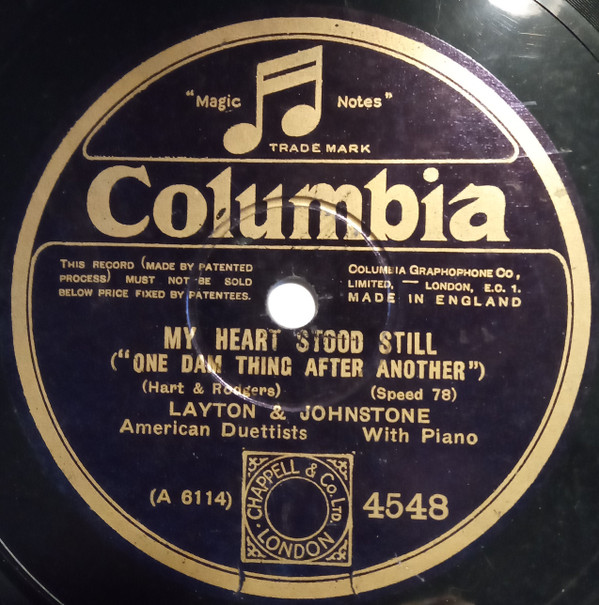 "Magic Notes"
TRADE MARK
Columbia
THIS RECORD (MADE BY PATENTED
PROCESS) MUST NOT BE SOLD
BELOW PRICE FIXED BY PATENTEES.
COLUMBIA GRAPHOPHONE CO.,
LIMITED, — LONDON, E.C. 1.
MADE IN ENGLAND
MY HEART STOOD STILL
("ONE DAM THING AFTER ANOTHER")
(Hart & Rodgers) (Speed 78)
LAYTON & JOHNSTONE
American Duettists With Piano
(A 6114)
CHAPPELL & Co. LTD.
LONDON
4548